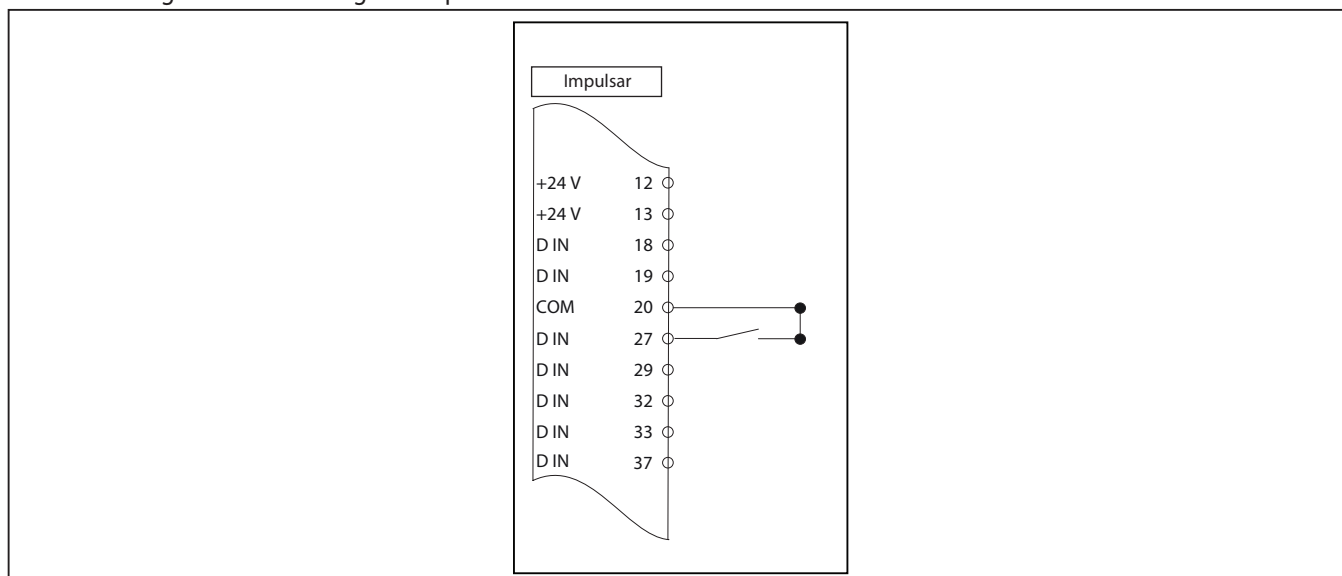 Impulsar
+24 V 12
+24 V 13
D IN 18
D IN 19
COM 20
D IN 27
D IN 29
D IN 32
D IN 33
D IN 37